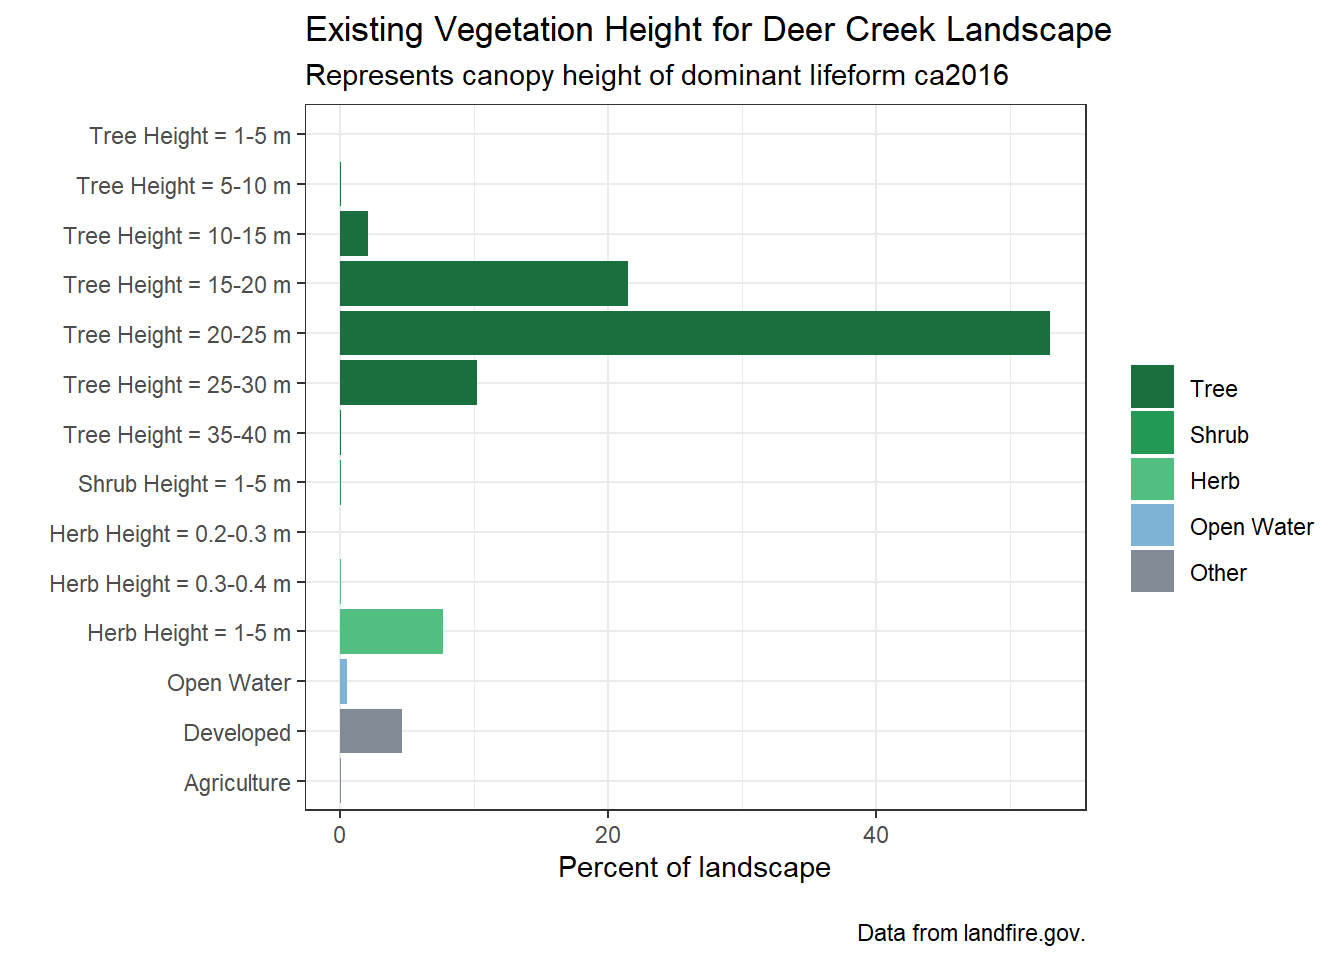 Existing Vegetation Height for Deer Creek Landscape
Represents canopy height of dominant lifeform ca2016
Tree Height = 1-5 m
Tree Height = 5-10 m
Tree Height = 10-15 m
Tree Height = 15-20 m
Tree Height = 20-25 m
Tree Height = 25-30 m
Tree Height = 35-40 m
Shrub Height = 1-5 m
Herb Height = 0.2-0.3 m
Herb Height = 0.3-0.4 m
Herb Height = 1-5 m
Open Water
Developed
Agriculture
0 20 40
Percent of landscape
Tree
Shrub
Herb
Open Water
Other
Data from landfire.gov.